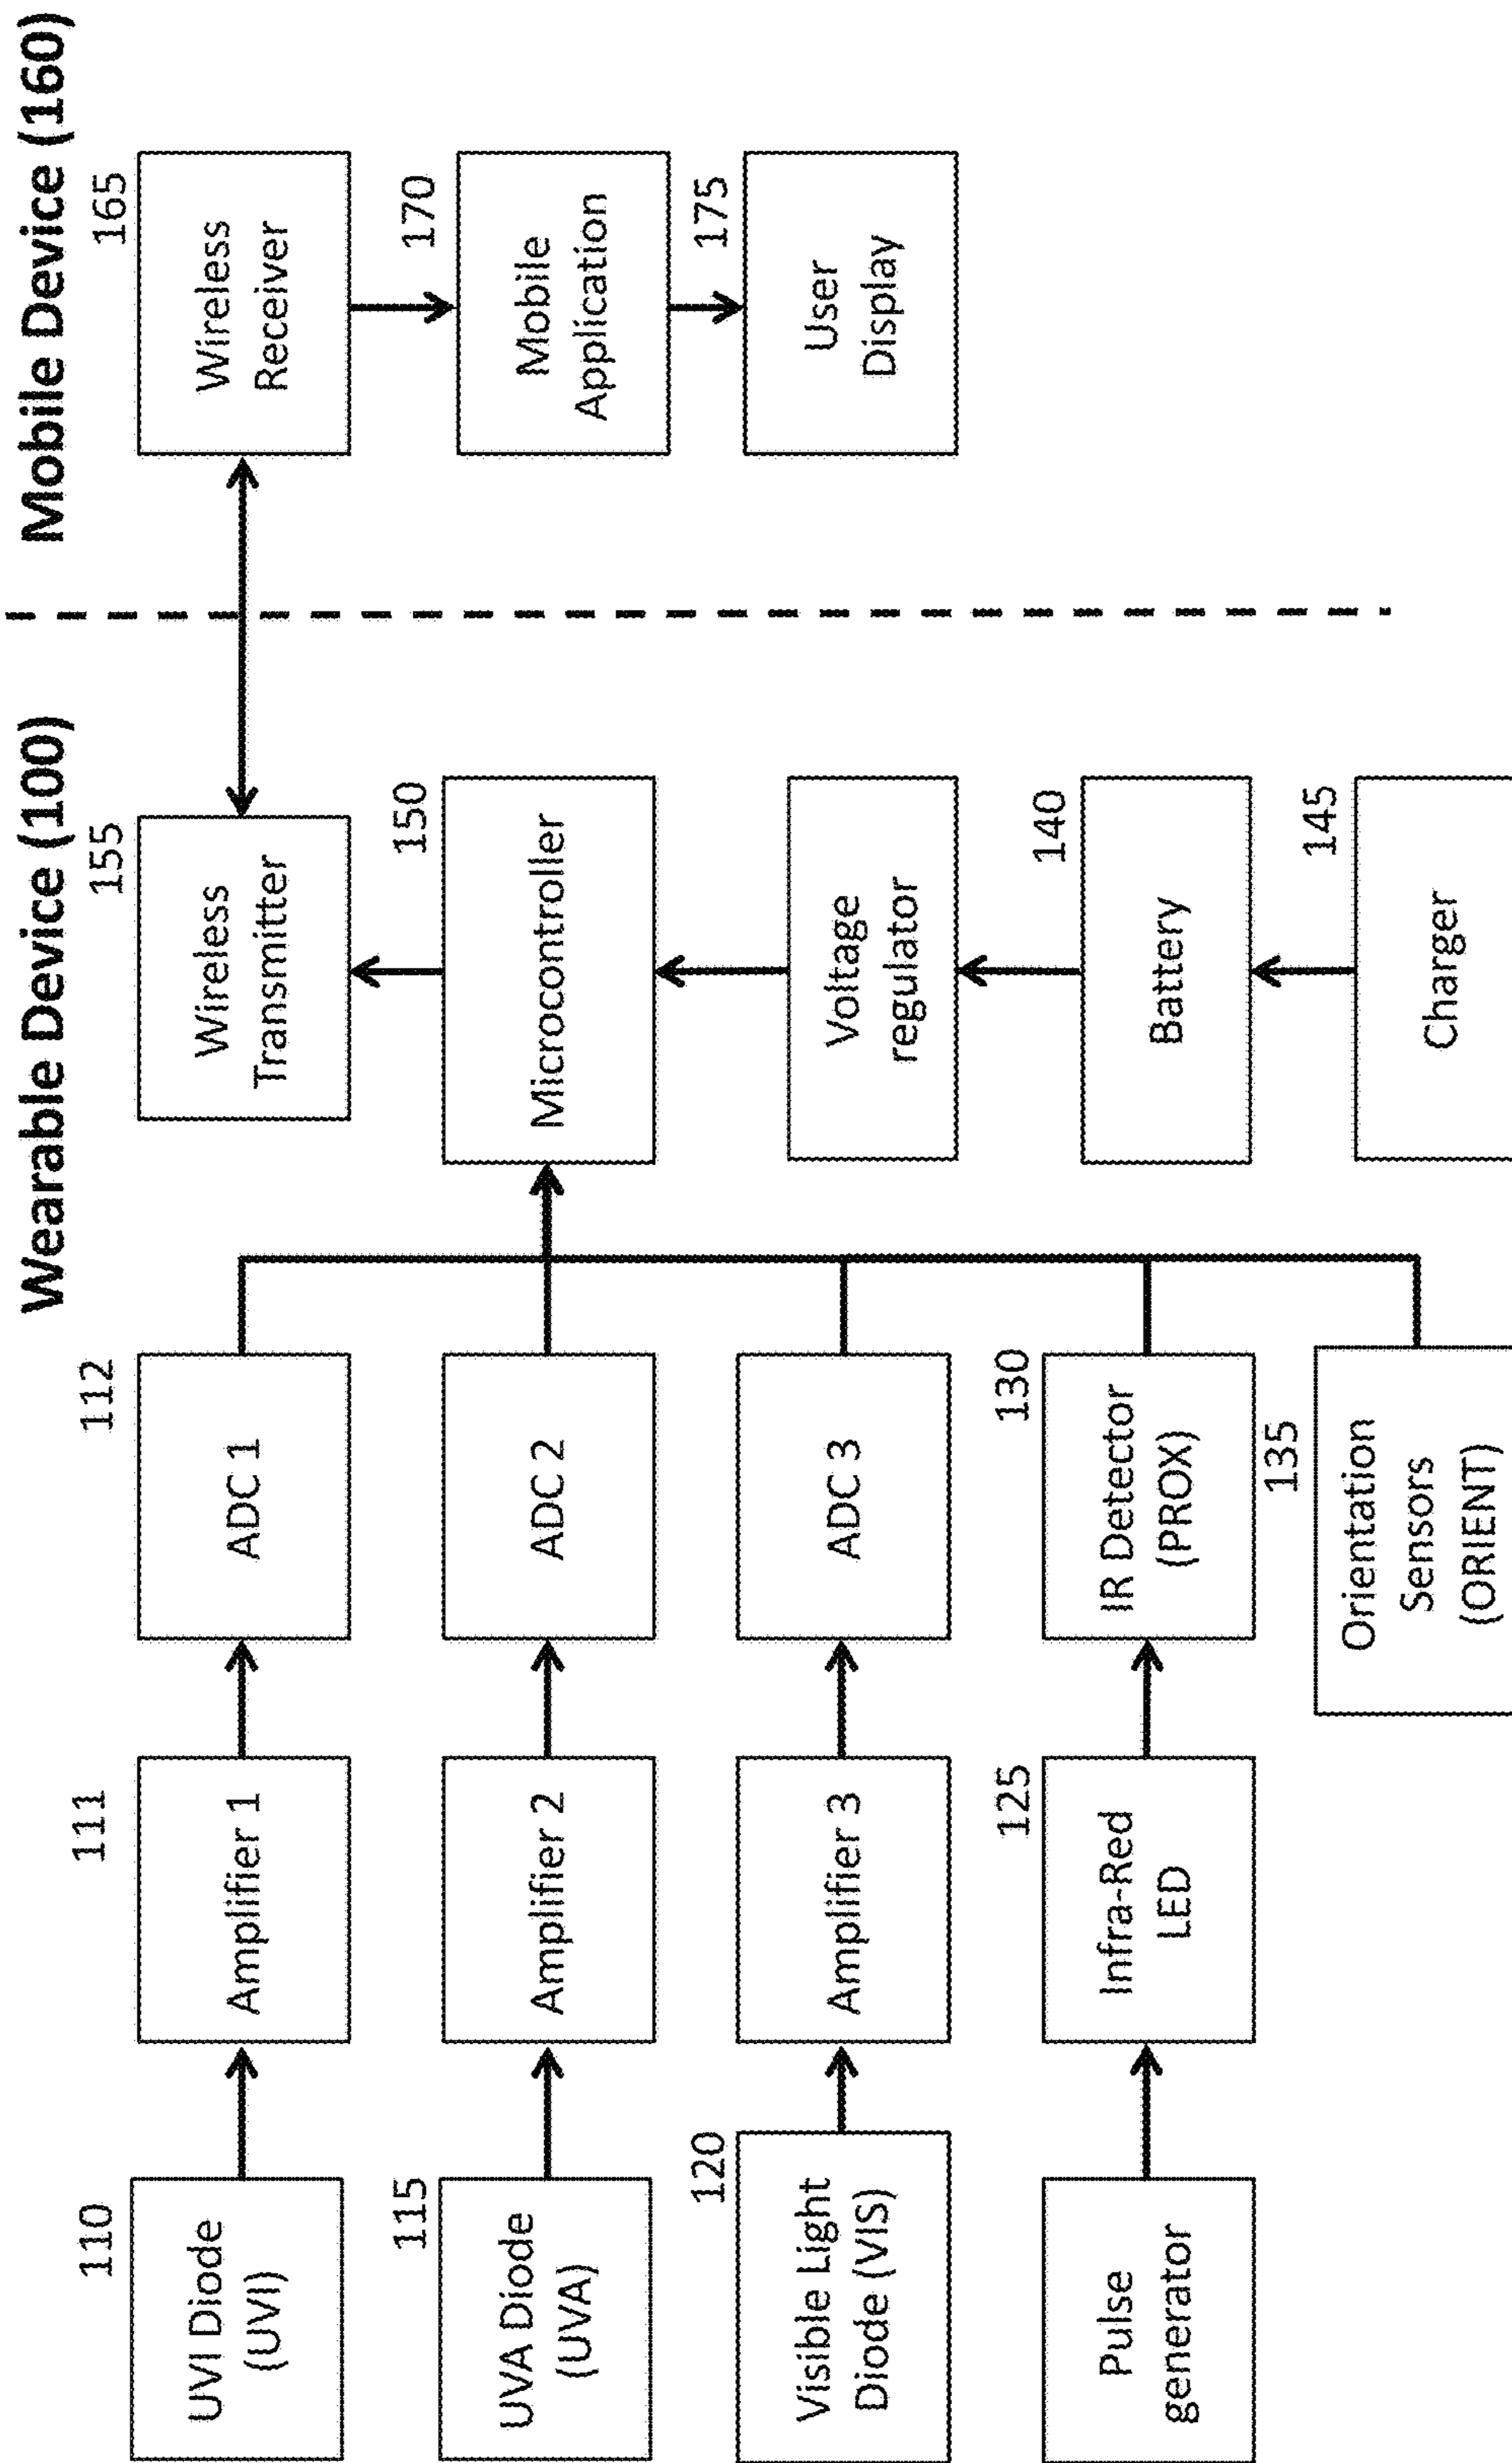 Wearable Device (100)
Mobile Device (160)
110
UVI Diode
(UVI)
111
Amplifier 1
112
ADC 1
155
Wireless
Transmitter
165
Wireless
Receiver
115
UVA Diode
(UVA)
Amplifier 2
ADC 2
150
Microcontroller
170
Mobile
Application
120
Visible Light
Diode (VIS)
Amplifier 3
ADC 3
Voltage
regulator
175
User
Display
Pulse
generator
125
Infra-Red
LED
130
IR Detector
(PROX)
140
Battery
135
Orientation
Sensors
(ORIENT)
145
Charger